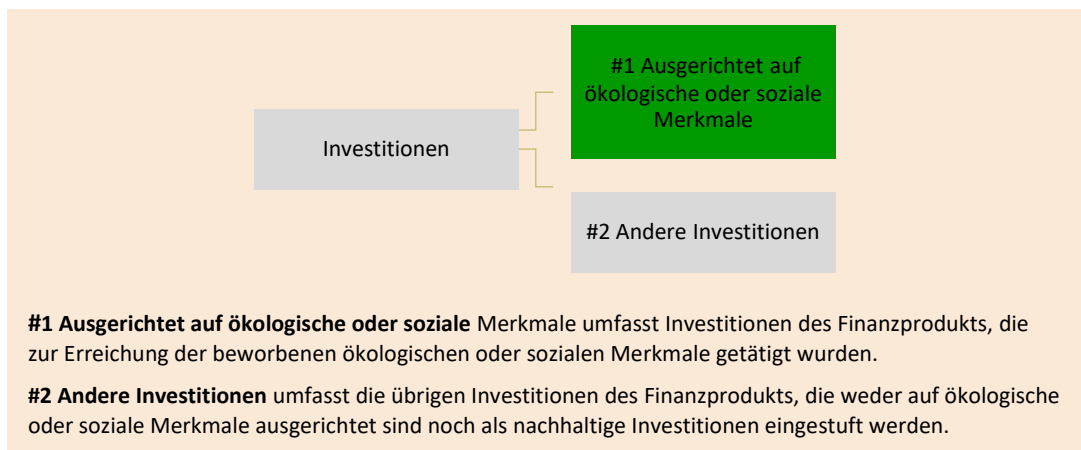 #1 Ausgerichtet auf
ökologische oder soziale
Merkmale
Investitionen
#2 Andere Investitionen
#1 Ausgerichtet auf ökologische oder soziale Merkmale umfasst Investitionen des Finanzprodukts, die
zur Erreichung der beworbenen ökologischen oder sozialen Merkmale getätigt wurden.
#2 Andere Investitionen umfasst die übrigen Investitionen des Finanzprodukts, die weder auf ökologische
oder soziale Merkmale ausgerichtet sind noch als nachhaltige Investitionen eingestuft werden.